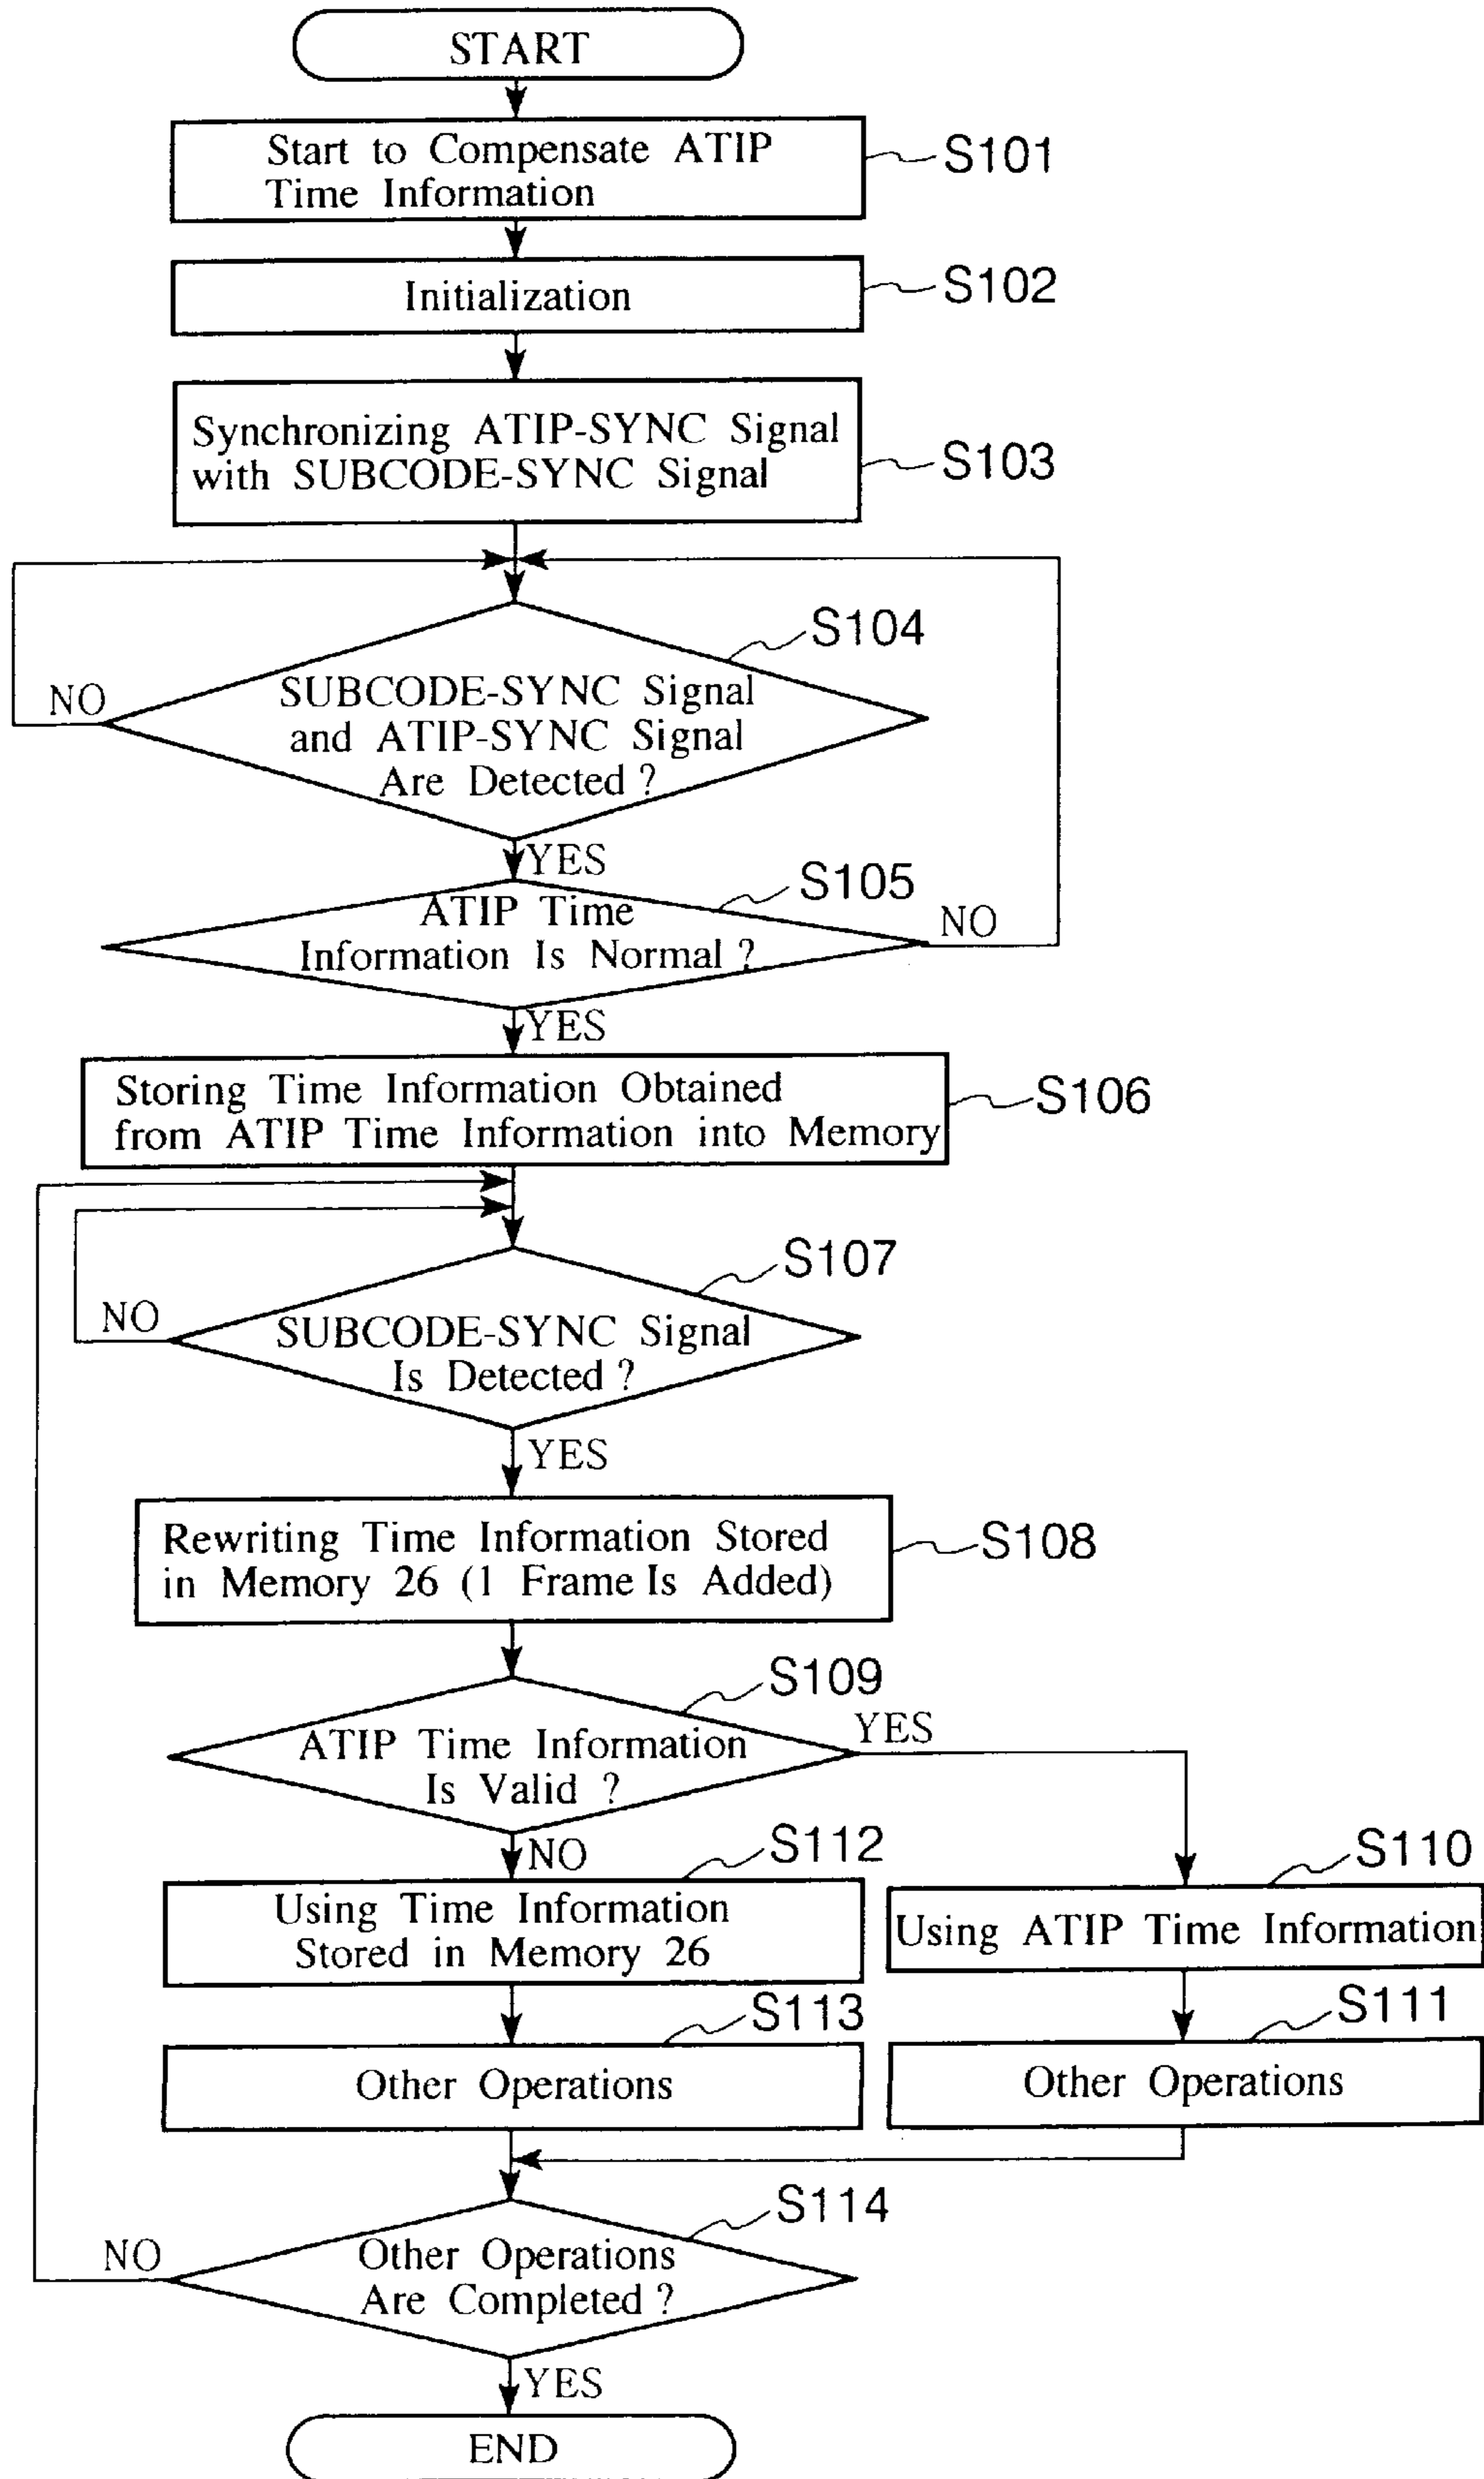 START
Start to Compensate ATIP
Time Information
S101
Initialization
S102
Synchronizing ATIP-SYNC Signal
with SUBCODE-SYNC Signal
S103
S104
NO
SUBCODE-SYNC Signal
and ATIP-SYNC Signal
Are Detected ?
YES
S105
ATIP Time
Information Is Normal ?
NO
YES
Storing Time Information Obtained
from ATIP Time Information into Memory
S106
S107
NO
SUBCODE-SYNC Signal
Is Detected ?
YES
Rewriting Time Information Stored
in Memory 26 (1 Frame Is Added)
S108
S109
ATIP Time Information
Is Valid ?
YES
NO
S112
Using Time Information
Stored in Memory 26
S110
Using ATIP Time Information
S113
Other Operations
S111
Other Operations
S114
NO
Other Operations
Are Completed ?
YES
END